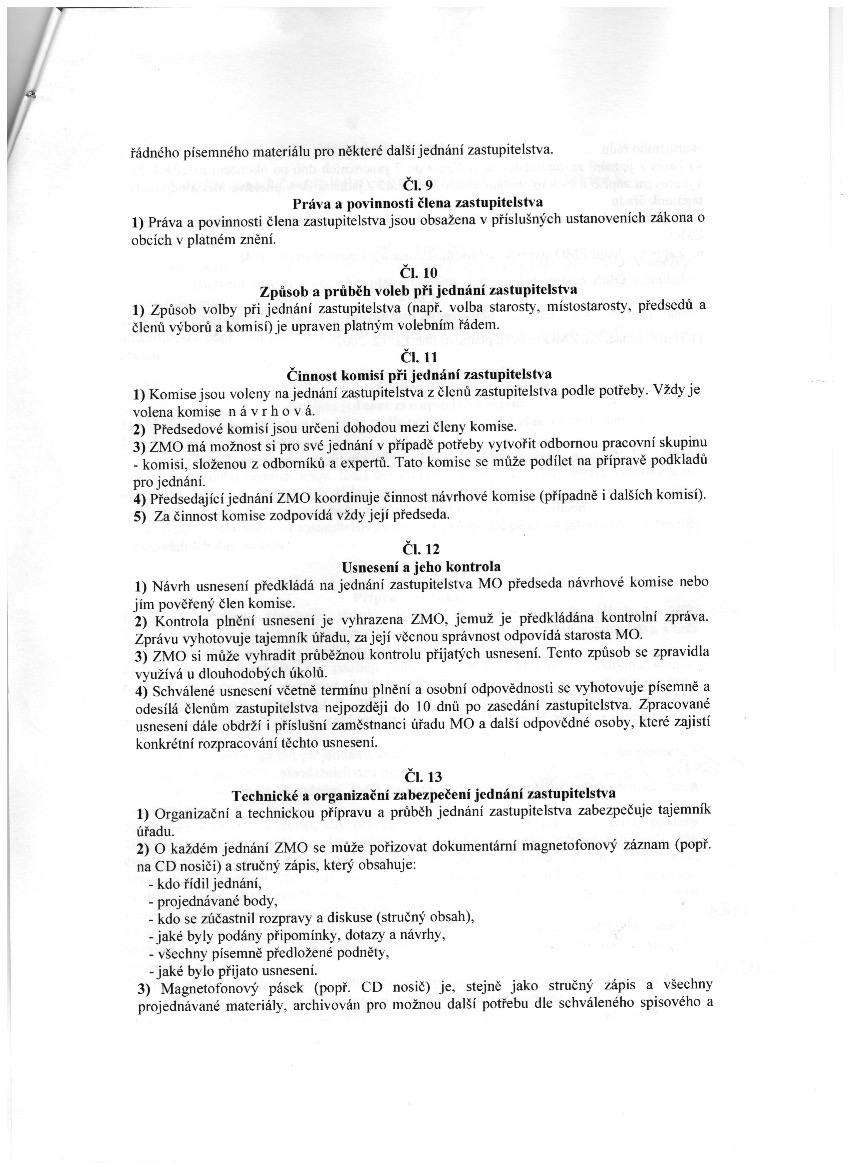 řádného písemného materiálu pro některé další jednání zastupitelstva.
Čl. 9
Práva a povinnosti člena zastupitelstva
1) Práva a povinnosti člena zastupitelstva jsou obsažena v příslušných ustanoveních zákona o
obcích v platném znění.
Čl. 10
Způsob a průběh voleb při jednání zastupitelstva
1) Způsob volby při jednání zastupitelstva (např. volba starosty, místostarosty, předsedů a
členů výborů a komisí) je upraven platným volebním řádem.
Čl. 11
Činnost komisí při jednání zastupitelstva
1) Komise jsou voleny na jednání zastupitelstva z členů zastupitelstva podle potřeby. Vždy je
volena komise n á v r h o v á.
2) Předsedové komisí jsou určeni dohodou mezi členy komise.
3) ZMO má možnost si pro své jednání v případě potřeby vytvořit odbornou pracovní skupinu
- komisi, složenou z odborníků a expertů. Tato komise se může podílet na přípravě podkladů
pro jednání.
4) Předsedající jednání ZMO koordinuje činnost návrhové komise (případně i dalších komisí).
5) Za činnost komise zodpovídá vždy její předseda.
Čl. 12
Usnesení a jeho kontrola
1) Návrh usnesení předkládá na jednání zastupitelstva MO předseda návrhové komise nebo
jím pověřený člen komise.
2) Kontrola plnění usnesení je vyhrazena ZMO, jemuž je předkládána kontrolní zpráva.
Zprávu vyhotovuje tajemník úřadu, za její věcnou správnost odpovídá starosta MO.
3) ZMO si může vyhradit průběžnou kontrolu přijatých usnesení. Tento způsob se zpravidla
využívá u dlouhodobých úkolů.
4) Schválené usnesení včetně termínu plnění a osobní odpovědnosti se vyhotovuje písemně a
odesílá členům zastupitelstva nejpozději do 10 dnů po zasedání zastupitelstva. Zpracované
usnesení dále obdrží i příslušní zaměstnanci úřadu MO a další odpovědné osoby, které zajistí
konkrétní rozpracování těchto usnesení.
Čl. 13
Technické a organizační zabezpečení jednání zastupitelstva
1) Organizační a technickou přípravu a průběh jednání zastupitelstva zabezpečuje tajemník
úřadu.
2) O každém jednání ZMO se může pořizovat dokumentární magnetofonový záznam (popř.
na CD nosiči) a stručný zápis, který obsahuje:
- kdo řídil jednání,
- projednávané body,
- kdo se zúčastnil rozpravy a diskuse (stručný obsah),
- jaké byly podány připomínky, dotazy a návrhy,
- všechny písemně předložené podněty,
- jaké bylo přijato usnesení.
3) Magnetofonový pásek (popř. CD nosič) je, stejně jako stručný zápis a všechny
projednávané materiály, archivován pro možnou další potřebu dle schváleného spisového a